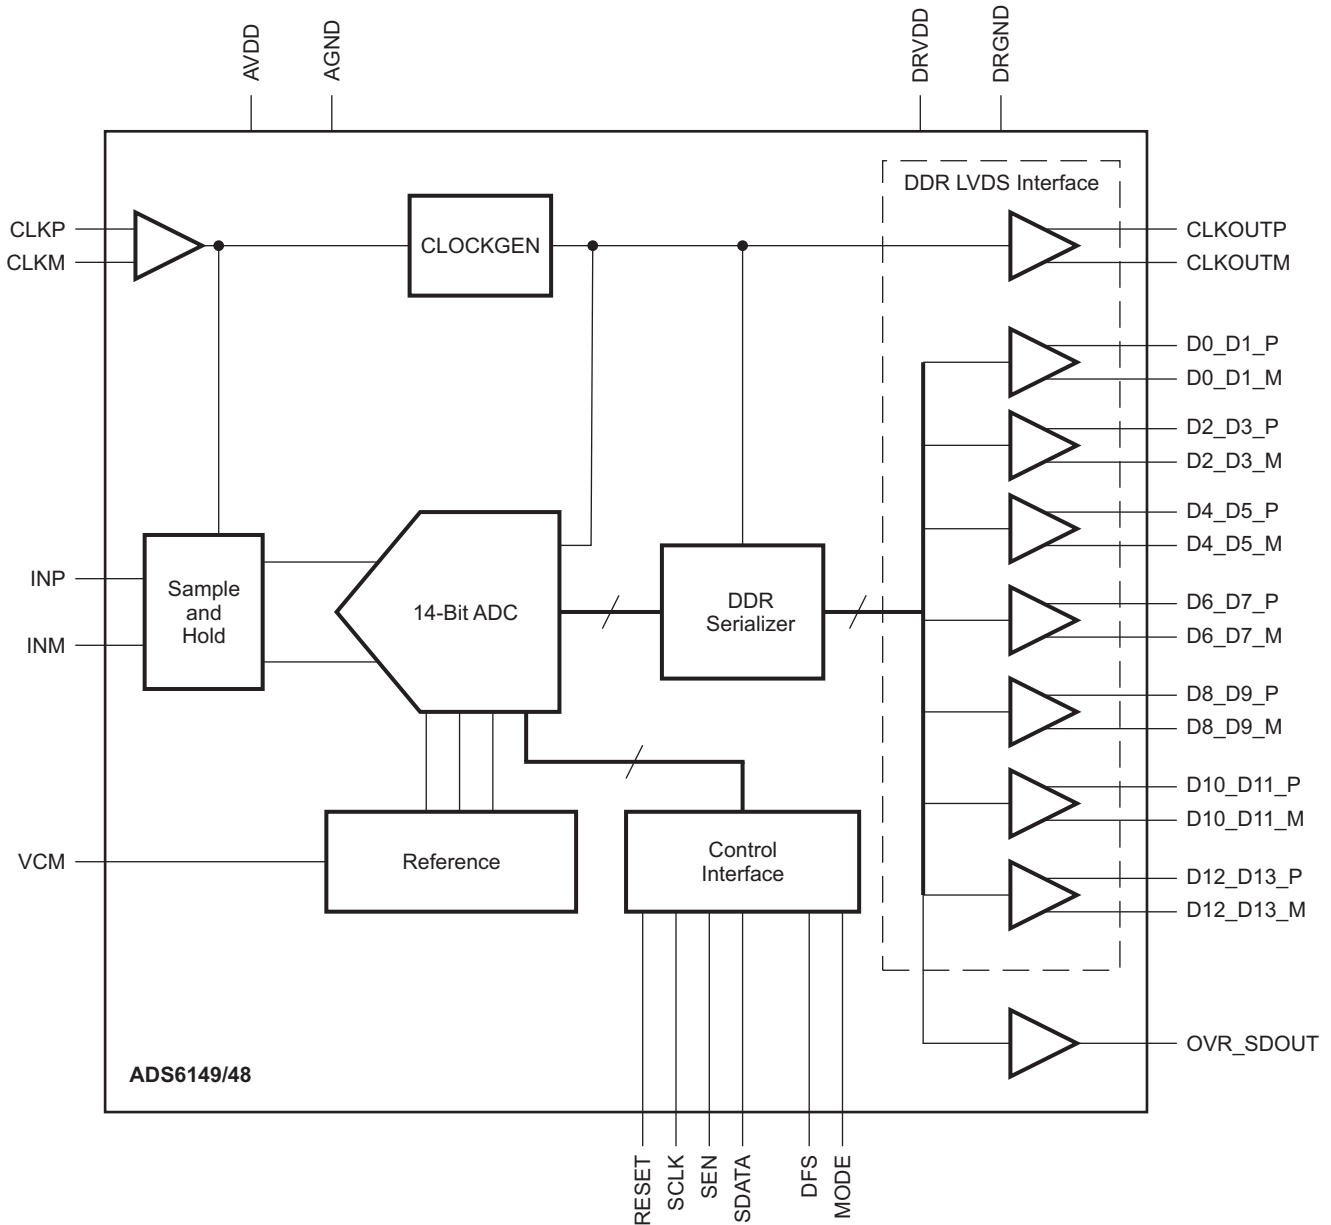 AVDD
AGND
DRVDD
DRGND
DDR LVDS Interface
CLKP
CLKM
CLOCKGEN
CLKOUTP
CLKOUTM
D0_D1_P
D0_D1_M
D2_D3_P
D2_D3_M
D4_D5_P
D4_D5_M
INP
INM
Sample
and
Hold
14-Bit ADC
DDR
Serializer
D6_D7_P
D6_D7_M
D8_D9_P
D8_D9_M
D10_D11_P
D10_D11_M
VCM
Reference
Control
Interface
D12_D13_P
D12_D13_M
OVR_SDOUT
ADS6149/48
RESET
SCLK
SEN
SDATA
DFS
MODE